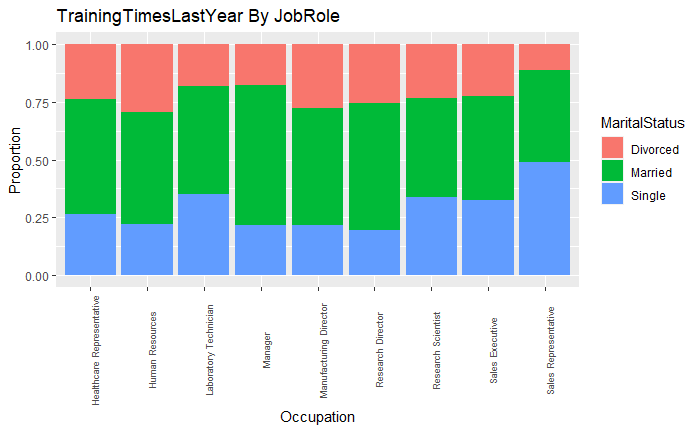 TrainingTimesLastYear By JobRole
1.00
0.75
0.50
0.25
0.00
Proportion
Healthcare Representative
Human Resources
Laboratory Technician
Manager
Manufacturing Director
Research Director
Research Scientist
Sales Executive
Sales Representative
Occupation
MaritalStatus
Divorced
Married
Single